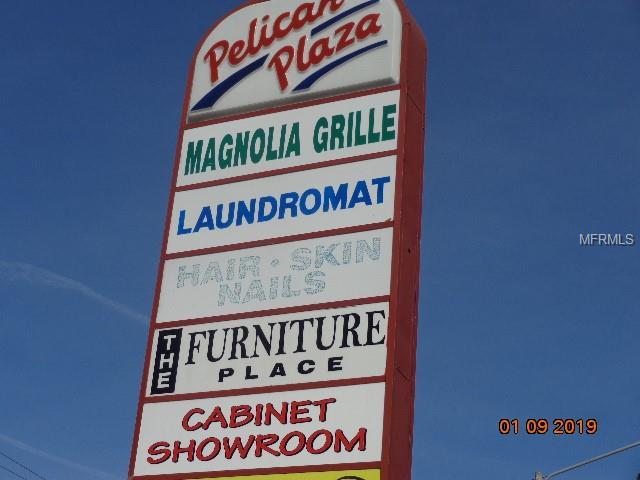 Pelican
Plaza
MAGNOLIA GRILLE
LAUNDROMAT
HAIR · SKIN
NAILS
THE
FURNITURE
PLACE
CABINET
SHOWROOM
MFRMLS
01 09 2019